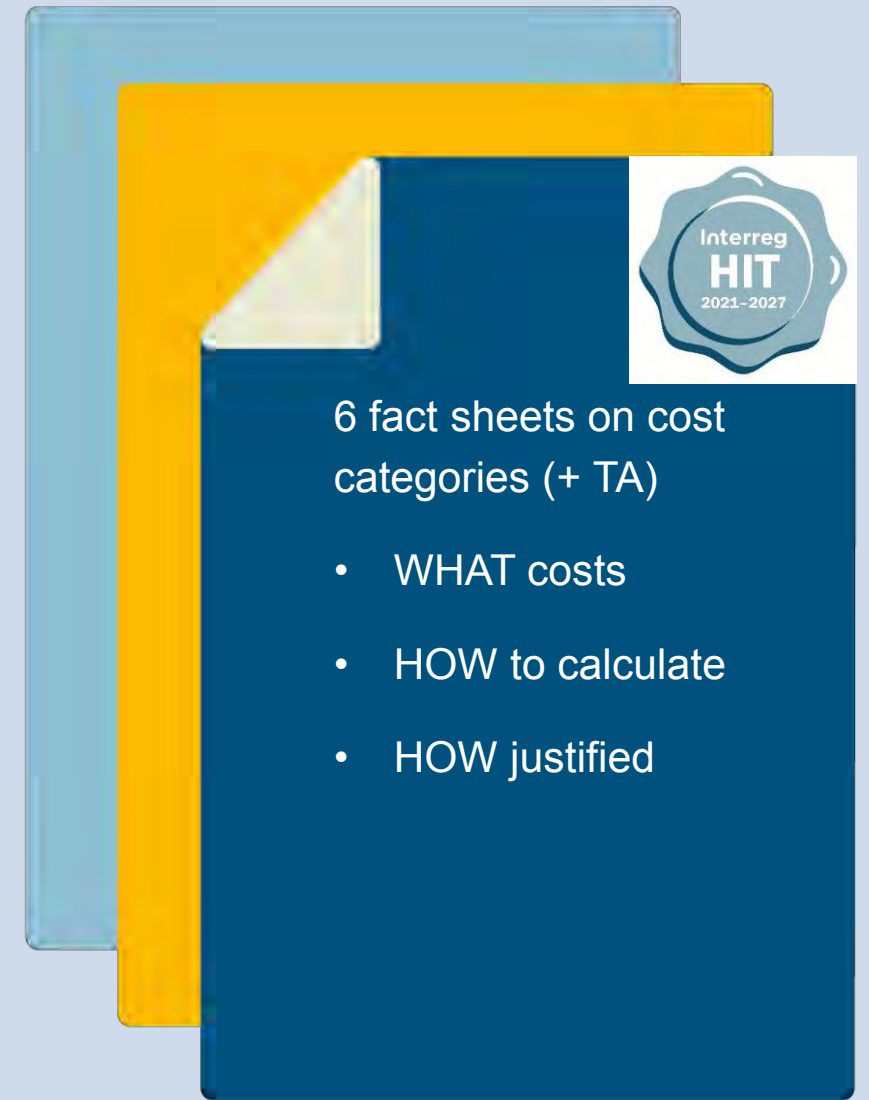 Interreg
HIT
2021–2027
6 fact sheets on cost
categories (+ TA)
• WHAT costs
• HOW to calculate
• HOW justified